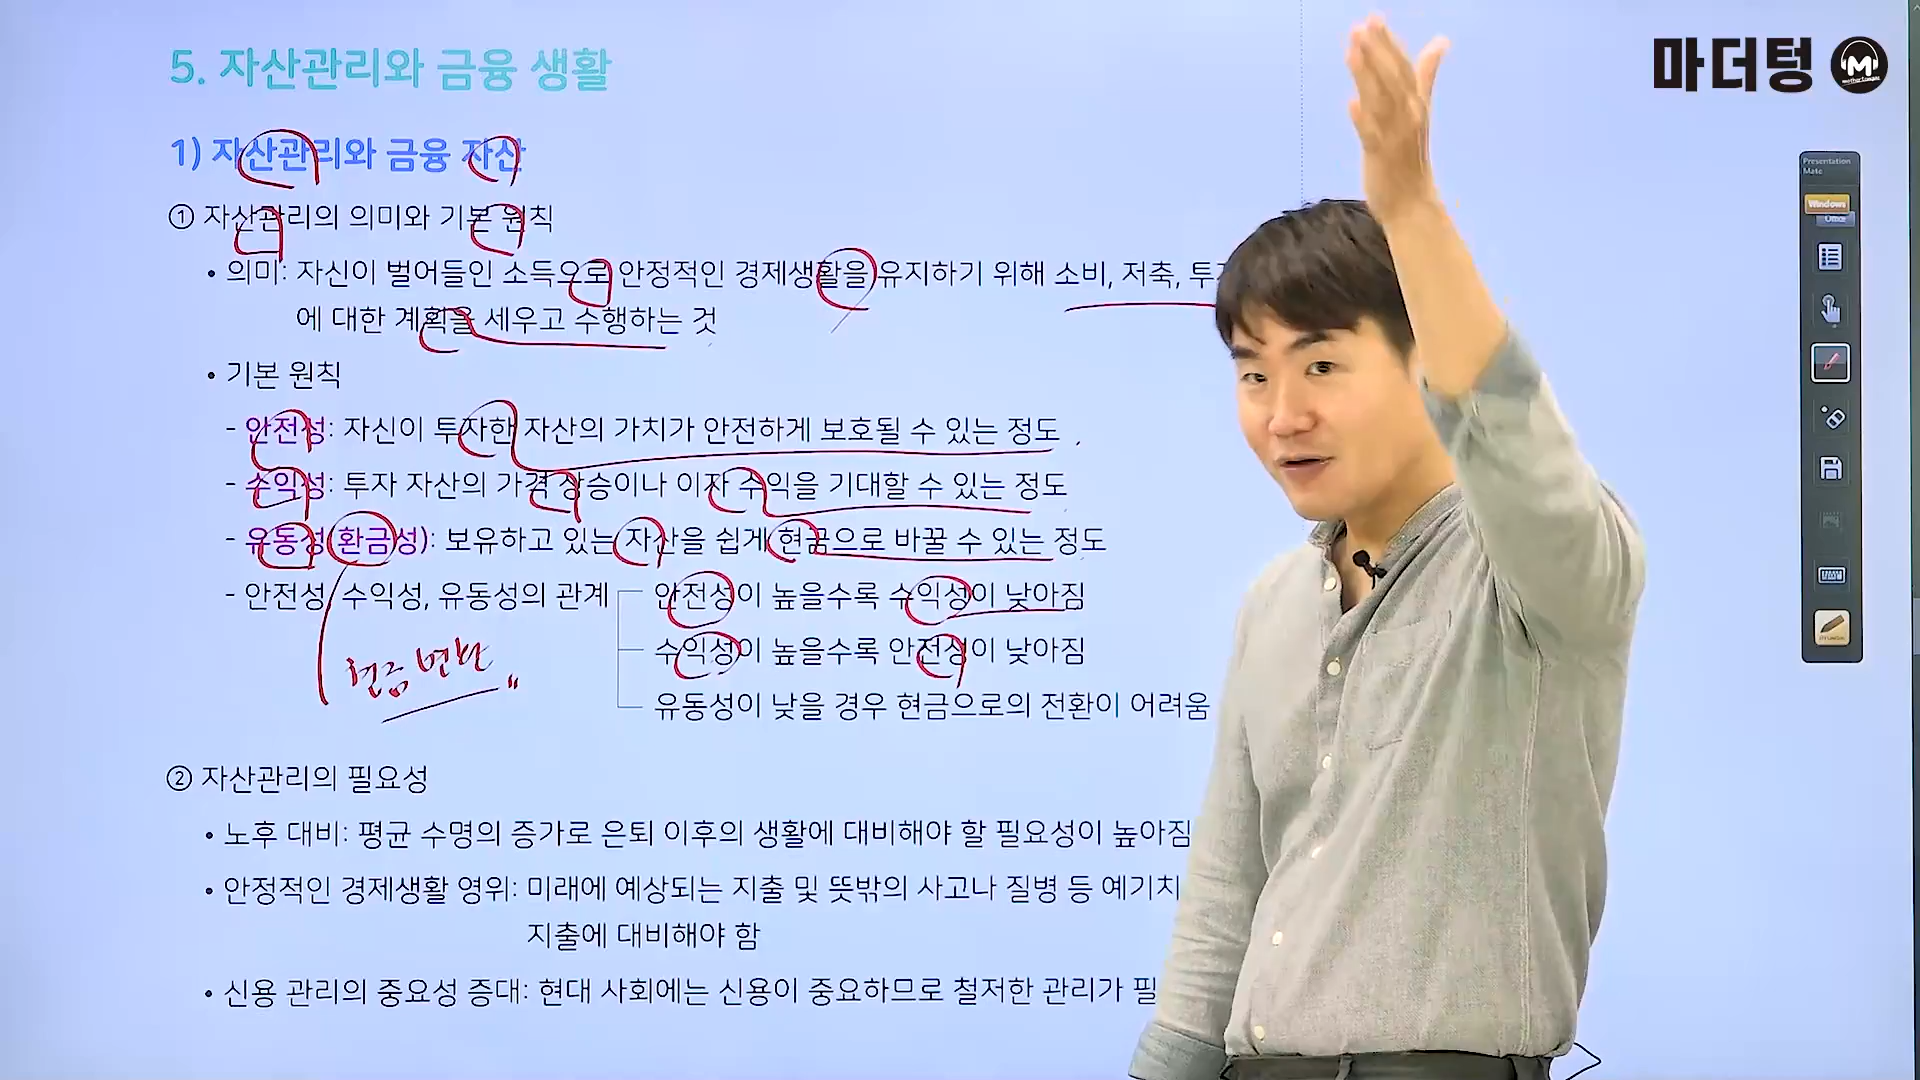 마더텅
5. 자산관리와 금융 생활
1) 자산관리와 금융 자산
① 자산관리의 의미와 기본 원칙
• 의미: 자신이 벌어들인 소득으로 안정적인 경제생활을 유지하기 위해 소비, 저축, 투
에 대한 계획을 세우고 수행하는 것
• 기본 원칙
- 안전성: 자신이 투자한 자산의 가치가 안전하게 보호될 수 있는 정도
- 수익성: 투자 자산의 가격 상승이나 이자 수익을 기대할 수 있는 정도
- 유동성(환금성): 보유하고 있는 자산을 쉽게 현금으로 바꿀 수 있는 정도
- 안전성, 수익성, 유동성의 관계
안전성이 높을수록 수익성이 낮아짐
수익성이 높을수록 안전성이 낮아짐
유동성이 낮을 경우 현금으로의 전환이 어려움
② 자산관리의 필요성
• 노후 대비: 평균 수명의 증가로 은퇴 이후의 생활에 대비해야 할 필요성이 높아짐
• 안정적인 경제생활 영위: 미래에 예상되는 지출 및 뜻밖의 사고나 질병 등 예기치
지출에 대비해야 함
• 신용 관리의 중요성 증대: 현대 사회에는 신용이 중요하므로 철저한 관리가 필
Presentation
Mate
Windows
Office